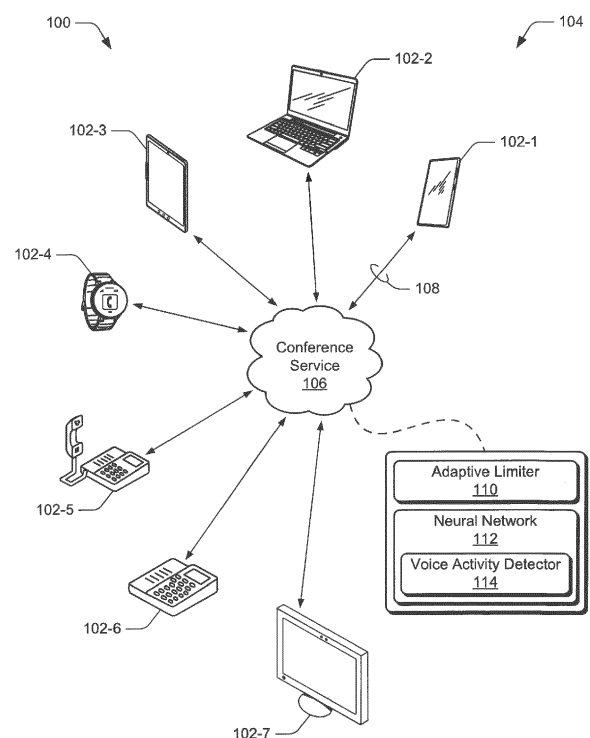 100
104
102-2
102-3
102-1
102-4
108
Conference
Service
106
Adaptive Limiter
110
102-5
Neural Network
112
Voice Activity Detector
114
102-6
102-7